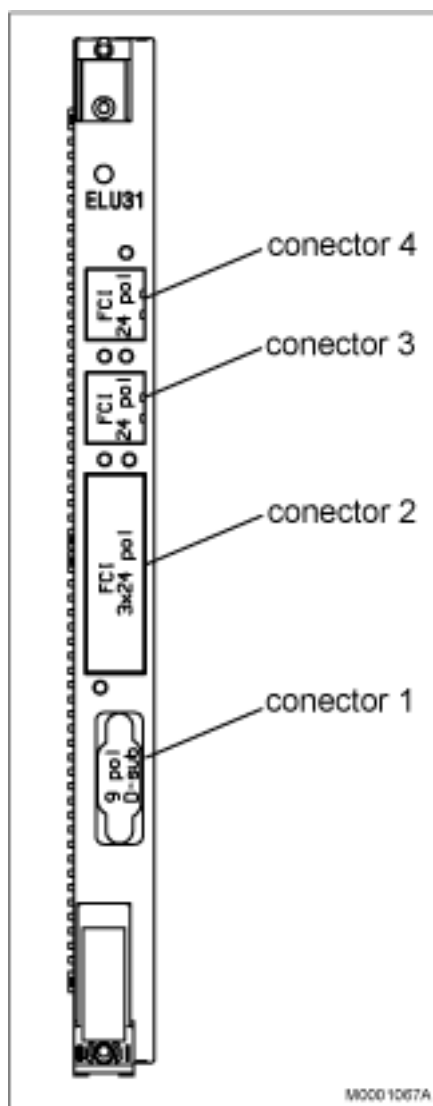 ELU31
conector 4
FCI
24 pol
conector 3
FCI
24 pol
conector 2
FCI
3x24 pol
conector 1
9 pol
D-sub
M0001067A